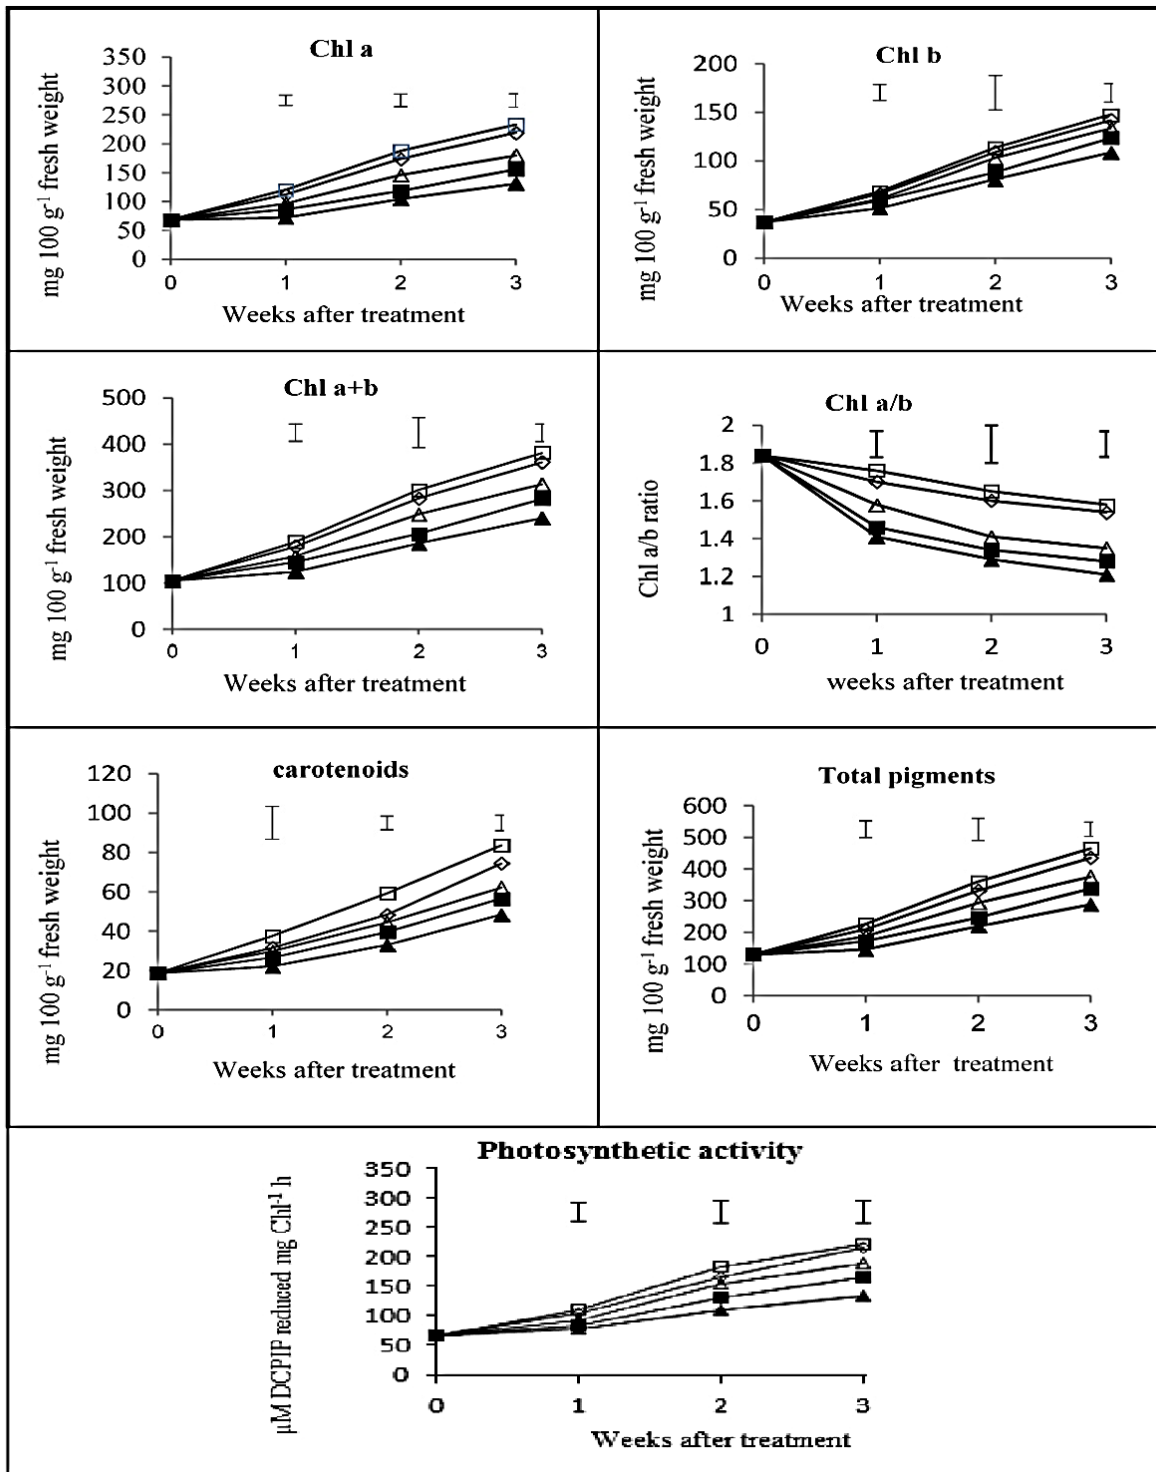 Chl a
350
300
250
200
150
100
50
0
mg 100 g⁻¹ fresh weight
0 1 2 3
Weeks after treatment
Chl b
200
150
100
50
0
mg 100 g⁻¹ fresh weight
0 1 2 3
Weeks after treatment
Chl a+b
500
400
300
200
100
0
mg 100 g⁻¹ fresh weight
0 1 2 3
Weeks after treatment
Chl a/b
2
1.8
1.6
1.4
1.2
1
Chl a/b ratio
0 1 2 3
weeks after treatment
carotenoids
120
100
80
60
40
20
0
mg 100 g⁻¹ fresh weight
0 1 2 3
Weeks after treatment
Total pigments
600
500
400
300
200
100
0
mg 100 g⁻¹ fresh weight
0 1 2 3
Weeks after treatment
Photosynthetic activity
350
300
250
200
150
100
50
0
µM DCPIP reduced mg Chl⁻¹ h
0 1 2 3
Weeks after treatment